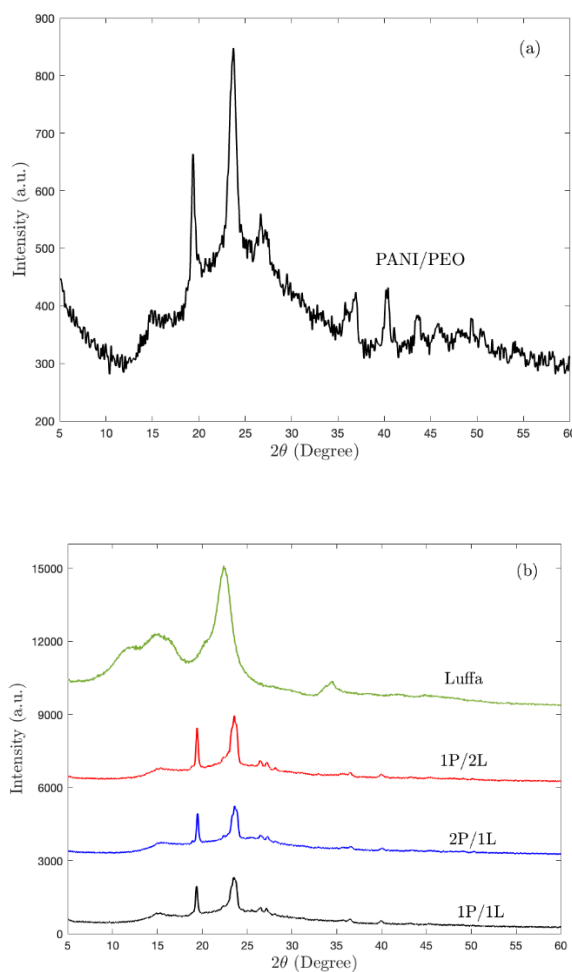 (a)
900
800
700
600
500
400
300
200
Intensity (a.u.)
PANI/PEO
5 10 15 20 25 30 35 40 45 50 55 60
2θ (Degree)
(b)
15000
12000
9000
6000
3000
0
Intensity (a.u.)
Luffa
1P/2L
2P/1L
1P/1L
5 10 15 20 25 30 35 40 45 50 55 60
2θ (Degree)